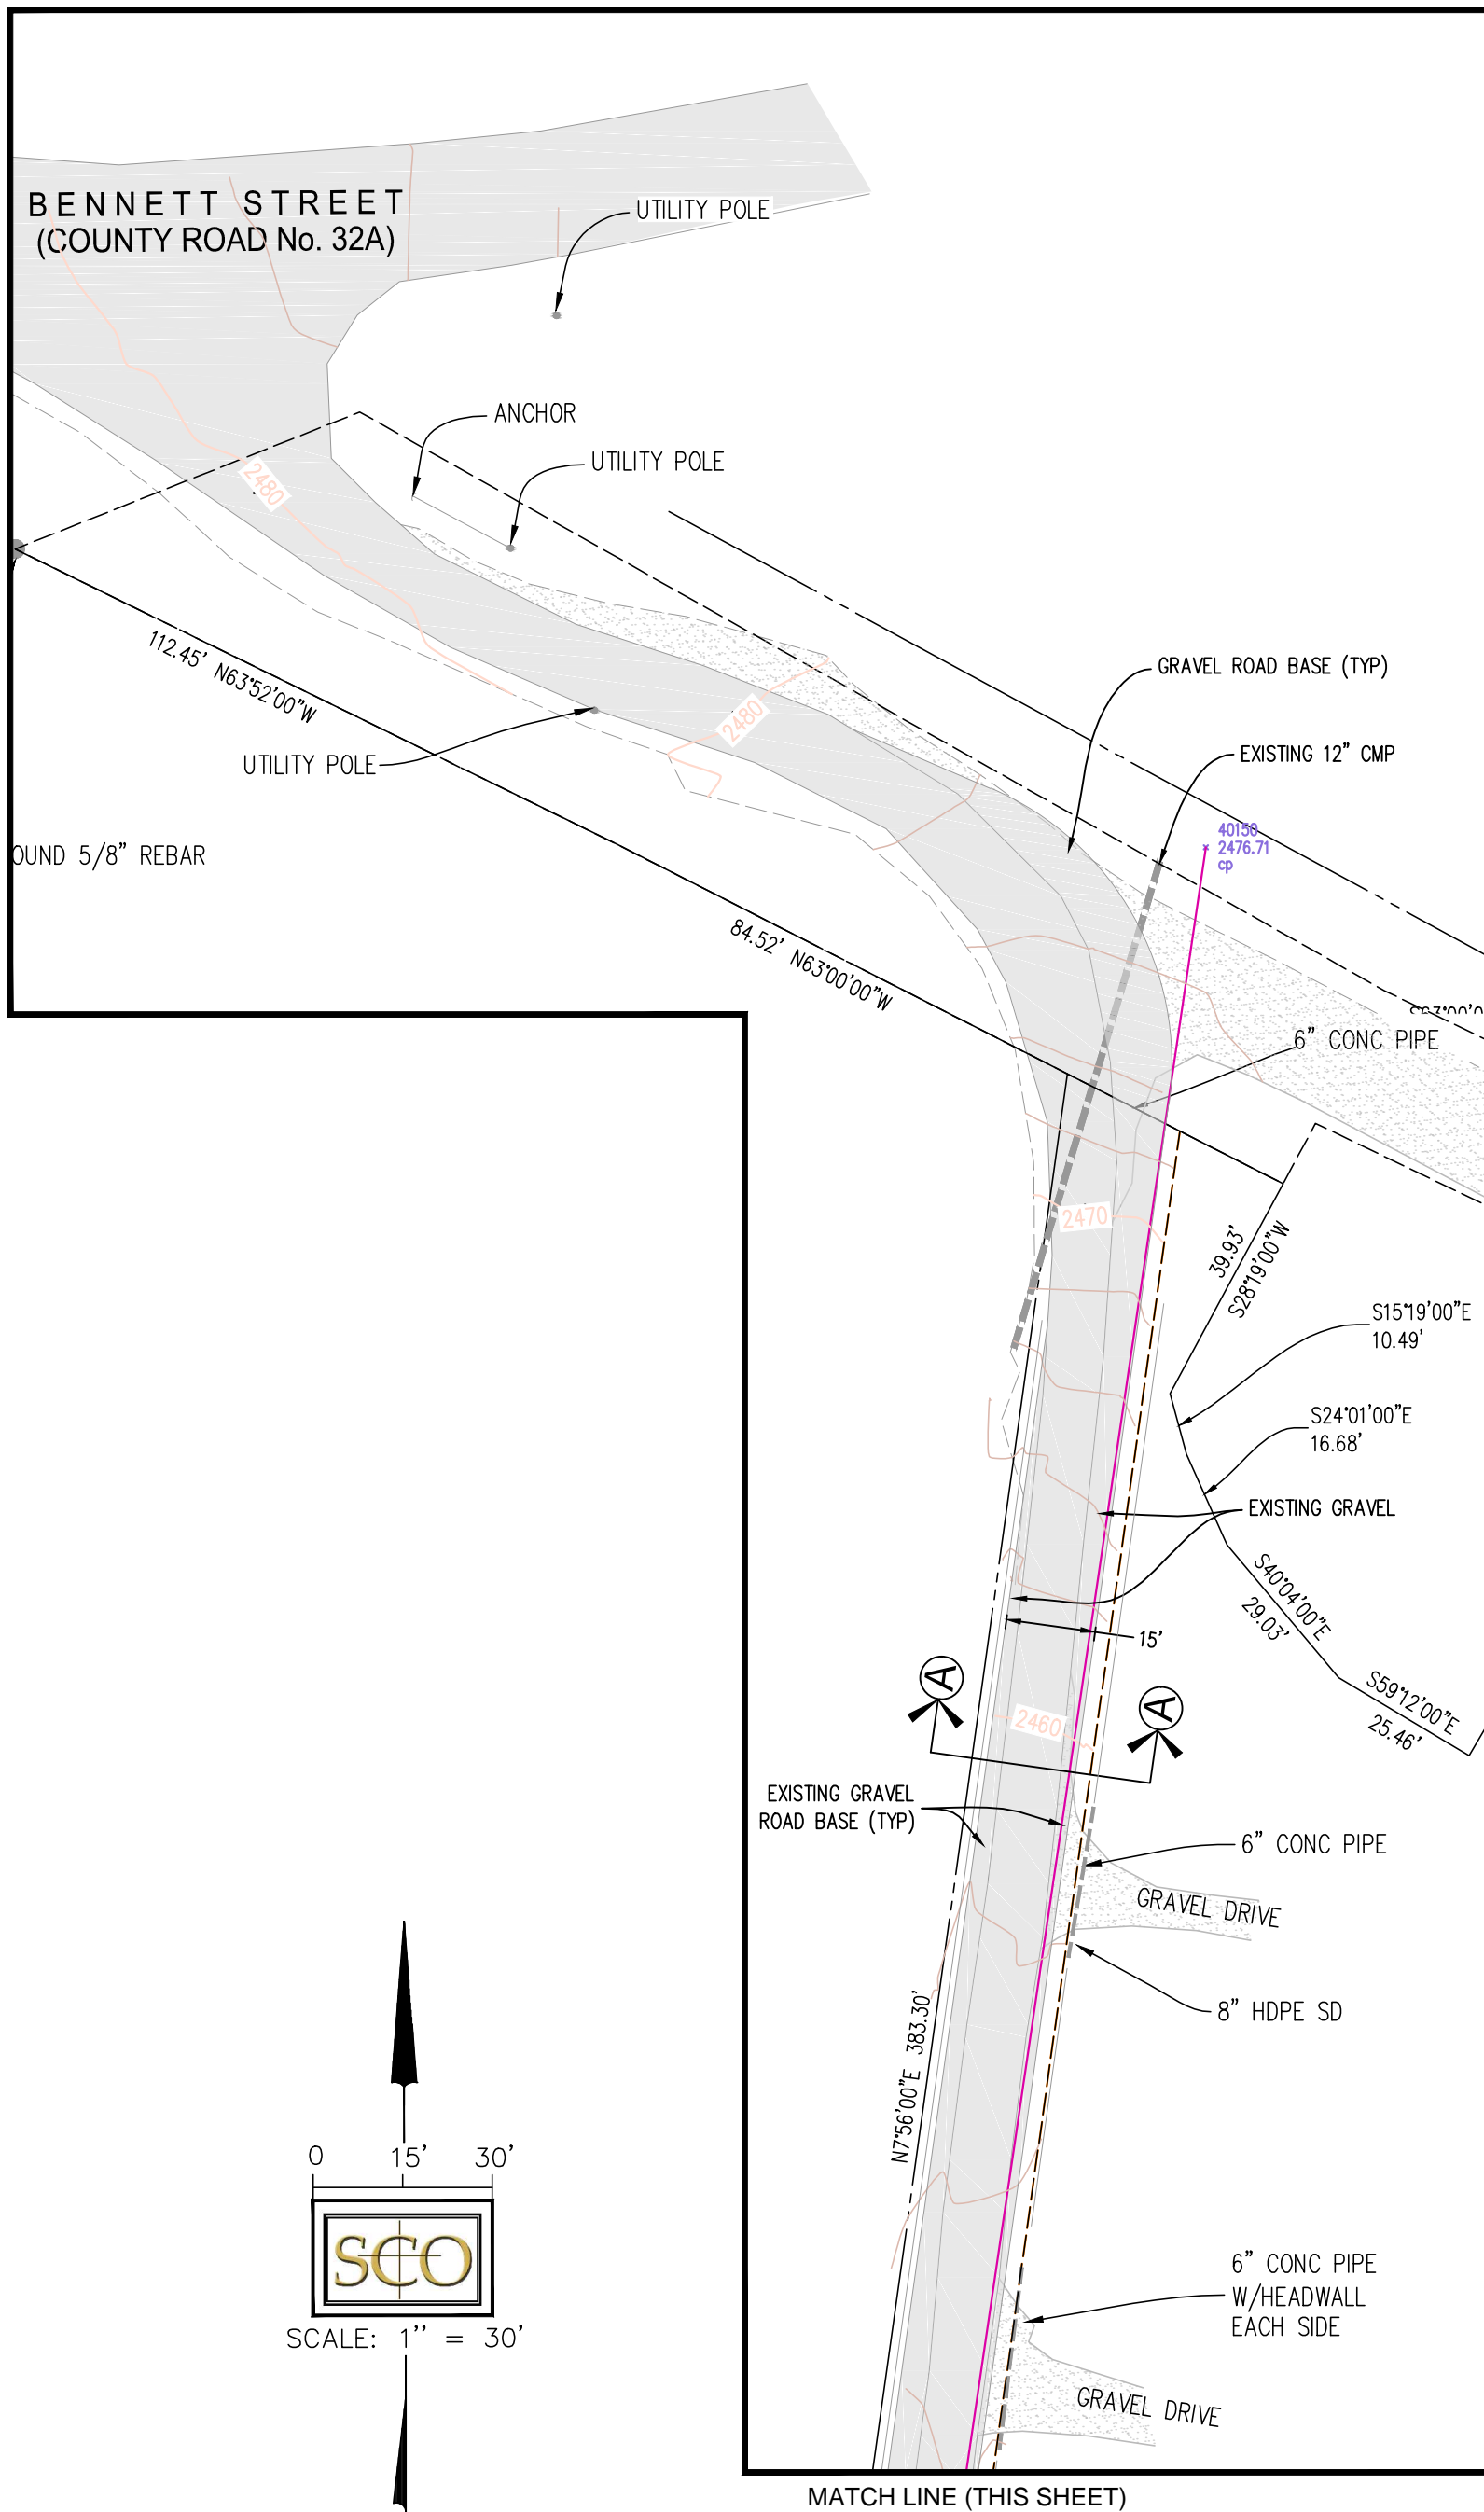 BENNETT STREET
(COUNTY ROAD No. 32A)
UTILITY POLE
ANCHOR
UTILITY POLE
2480
112.45' N63°52'00"W
GRAVEL ROAD BASE (TYP)
2480
EXISTING 12" CMP
UTILITY POLE
40150
2476.71
cp
OUND 5/8" REBAR
84.52' N63°00'00"W
6" CONC PIPE
2470
39.93'
S28°19'00"W
S15°19'00"E
10.49'
S24°01'00"E
16.68'
EXISTING GRAVEL
S40°04'00"E
29.03'
15'
A
A
S59°12'00"E
25.46'
2460
EXISTING GRAVEL
ROAD BASE (TYP)
6" CONC PIPE
GRAVEL DRIVE
8" HDPE SD
N7°56'00"E 383.30'
0 15' 30'
SCO
SCALE: 1" = 30'
6" CONC PIPE
W/HEADWALL
EACH SIDE
GRAVEL DRIVE
MATCH LINE (THIS SHEET)